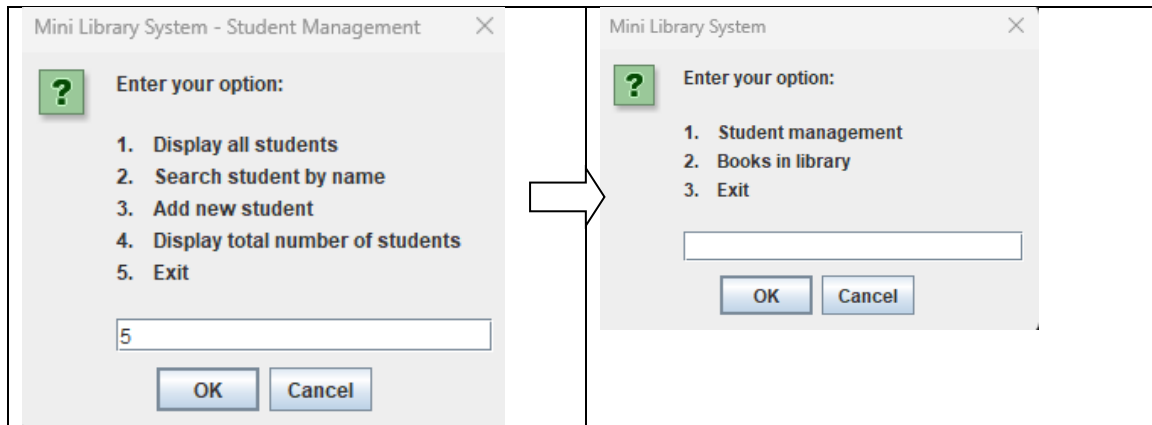 Mini Library System - Student Management
?
Enter your option:
1. Display all students
2. Search student by name
3. Add new student
4. Display total number of students
5. Exit
5
OK Cancel
Mini Library System
?
Enter your option:
1. Student management
2. Books in library
3. Exit
OK Cancel